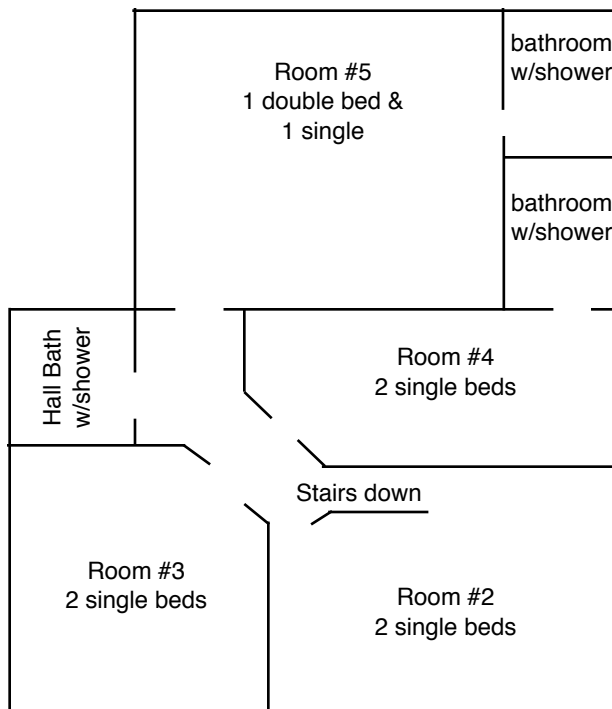 bathroom
w/shower
Room #5
1 double bed &
1 single
bathroom
w/shower
Hall Bath
w/shower
Room #4
2 single beds
Stairs down
Room #3
2 single beds
Room #2
2 single beds